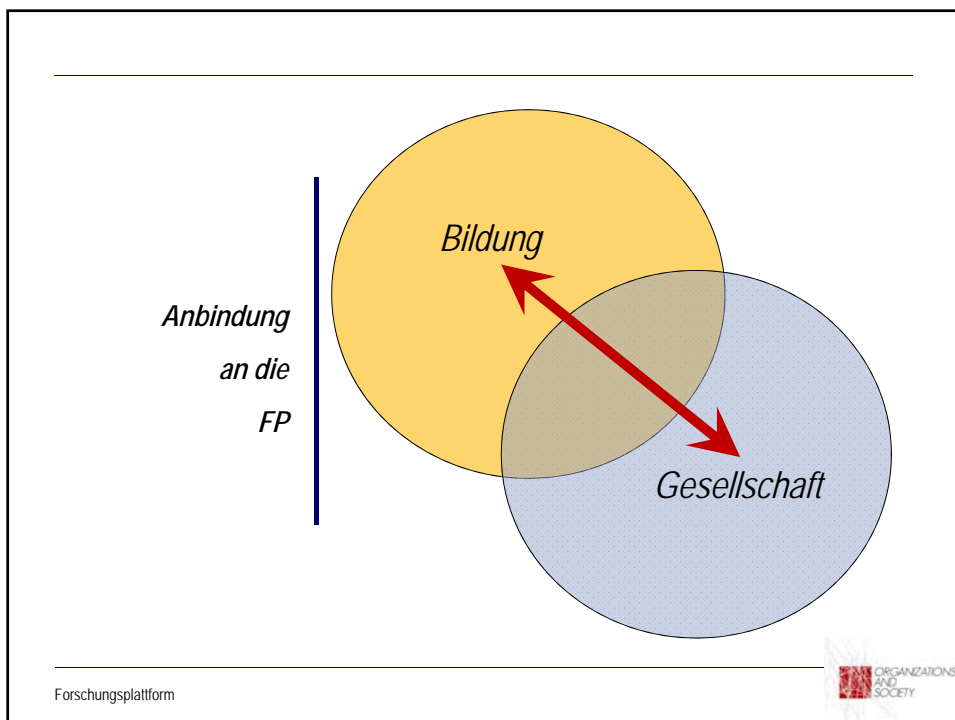 Bildung
Anbindung
an die
FP
Gesellschaft
Forschungsplattform
ORGANIZATIONS
AND
SOCIETY